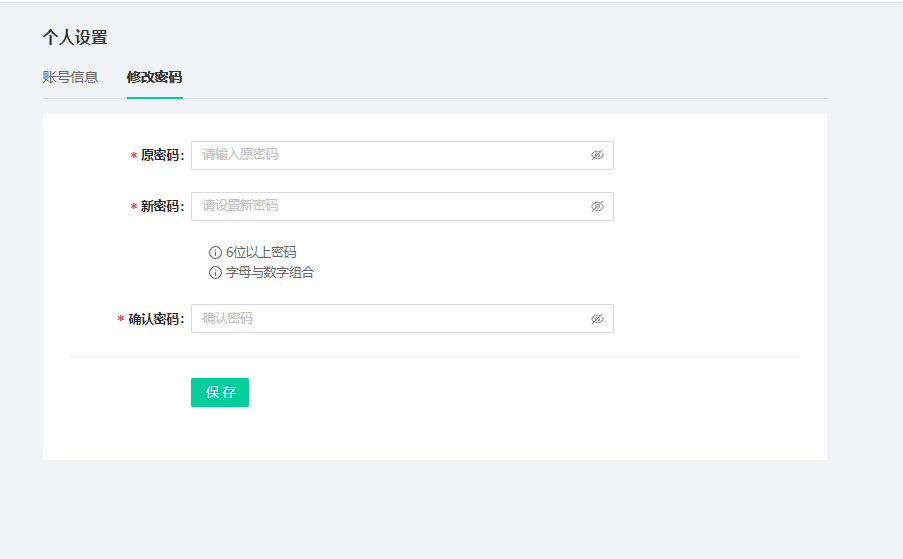 个人设置
账号信息 修改密码
* 原密码: 请输入原密码
* 新密码: 请设置新密码
6位以上密码
字母与数字组合
* 确认密码: 确认密码
保 存